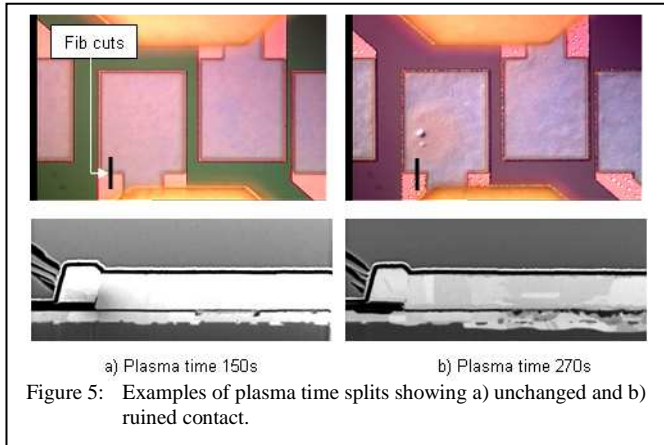 Fib cuts
a) Plasma time 150s
b) Plasma time 270s
Figure 5: Examples of plasma time splits showing a) unchanged and b)
ruined contact.